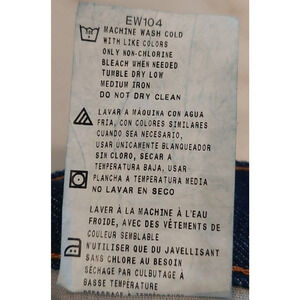 EW104
MACHINE WASH COLD
WITH LIKE COLORS
ONLY NON-CHLORINE
BLEACH WHEN NEEDED
TUMBLE DRY LOW
MEDIUM IRON
DO NOT DRY CLEAN
LAVAR A MAQUINA CON AGUA
FRIA, CON COLORES SIMILARES
CUANDO SEA NECESARIO,
USAR UNICAMENTE BLANQUEADOR
SIN CLORO, SECAR A
TEMPERATURA BAJA, USAR
PLANCHA A TEMPERATURA MEDIA
NO LAVAR EN SECO
LAVER À LA MACHINE À L'EAU
FROIDE, AVEC DES VÊTEMENTS DE
COULEUR SEMBLABLE
N'UTILISER QUE DU JAVELLISANT
SANS CHLORE AU BESOIN
SÉCHAGE PAR CULBUTAGE À
BASSE TEMPÉRATURE